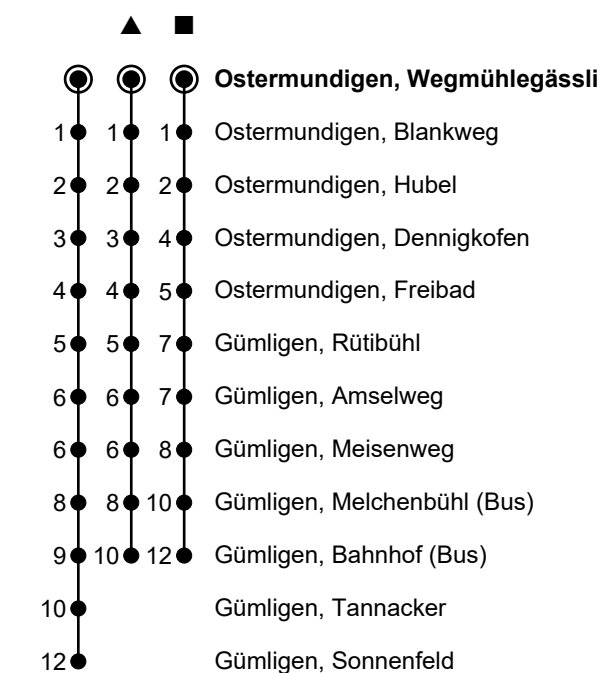 ▲ ■
Ostermundigen, Wegmühlegässli
1 1 1 Ostermundigen, Blankweg
2 2 2 Ostermundigen, Hubel
3 3 4 Ostermundigen, Dennigkofen
4 4 5 Ostermundigen, Freibad
5 5 7 Gümligen, Rütibühl
6 6 7 Gümligen, Amselweg
6 6 8 Gümligen, Meisenweg
8 8 10 Gümligen, Melchenbühl (Bus)
9 10 12 Gümligen, Bahnhof (Bus)
10 Gümligen, Tannacker
12 Gümligen, Sonnenfeld